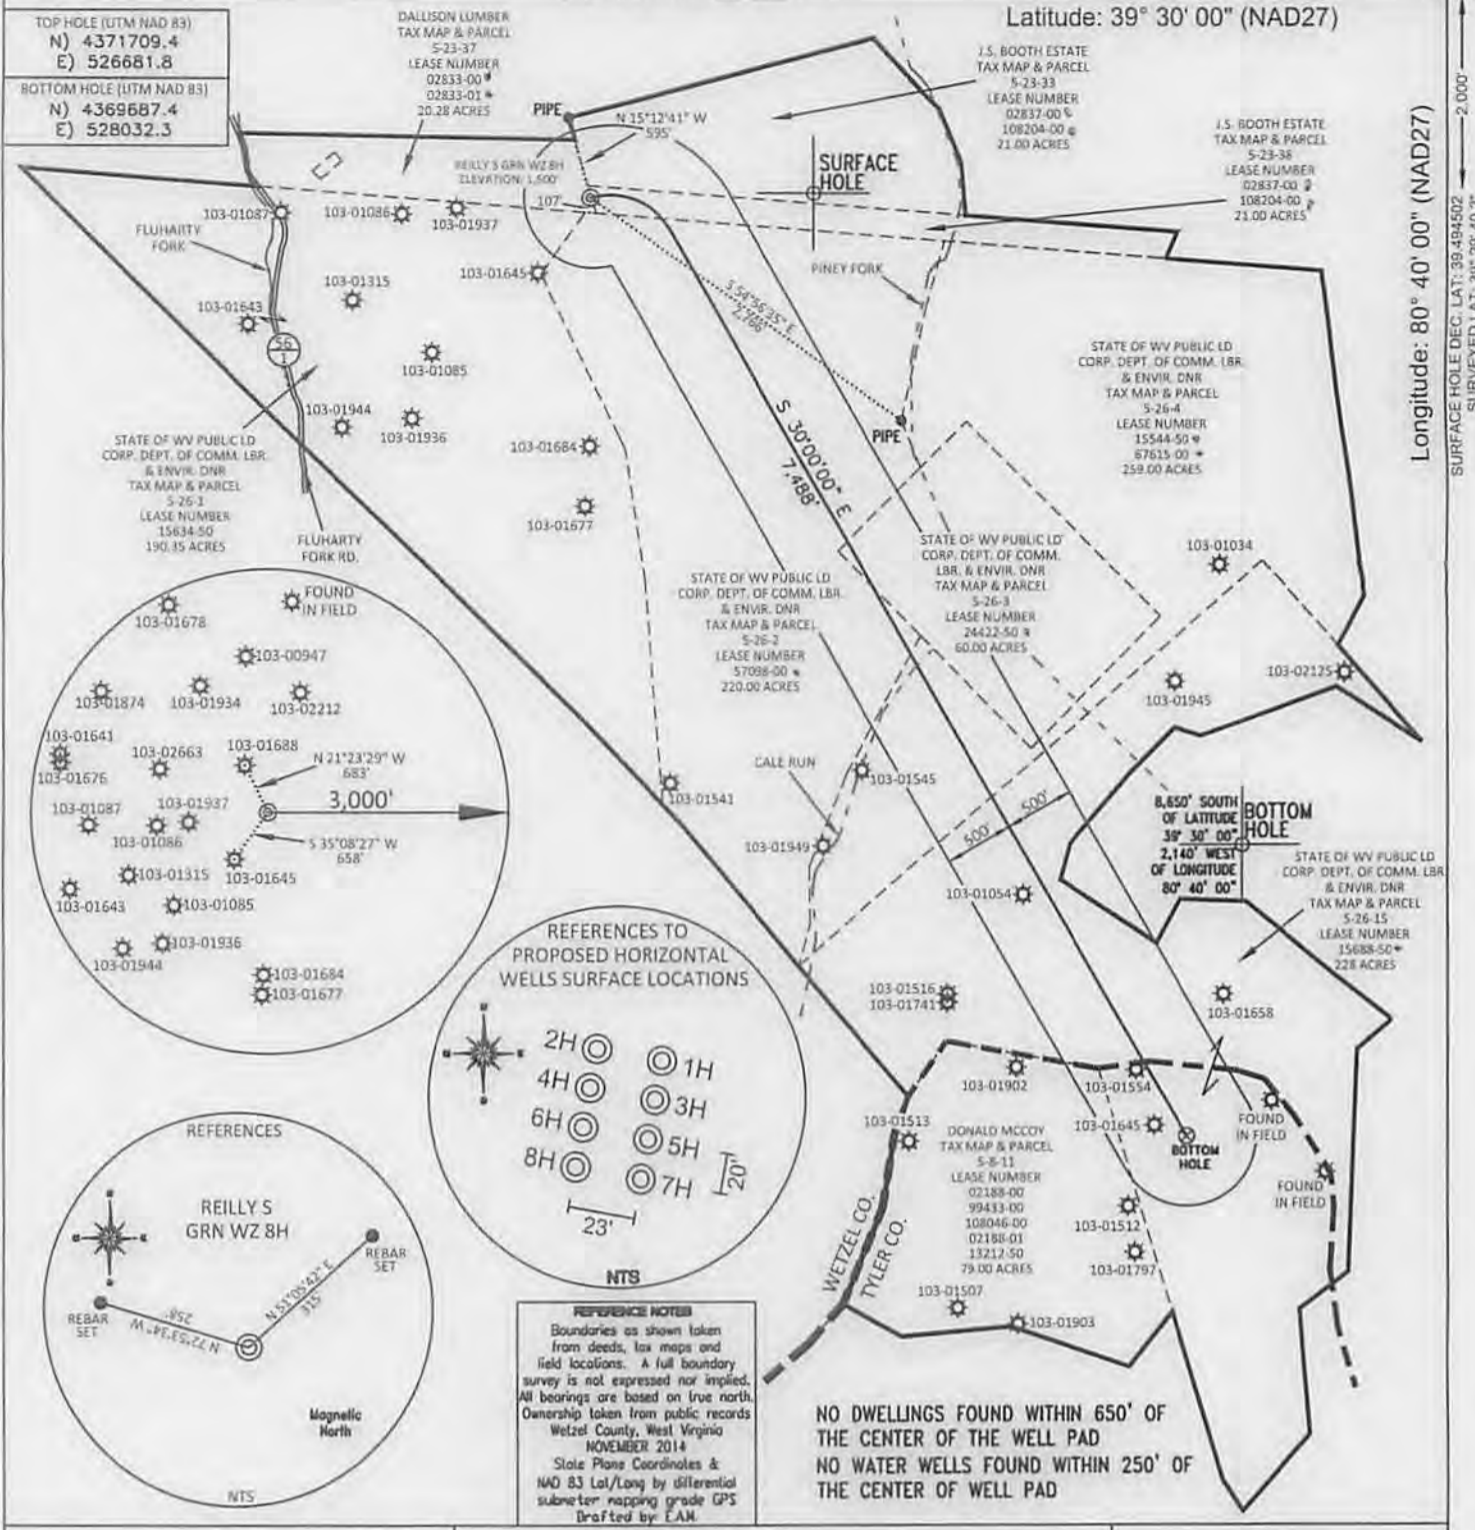 TOP HOLE (UTM NAD 83)
N) 4371709.4
E) 526681.8
BOTTOM HOLE (UTM NAD 83)
N) 4369687.4
E) 528032.3
DALLISON LUMBER
TAX MAP & PARCEL
5-23-37
LEASE NUMBER
02833-00
02833-01
20.28 ACRES
Latitude: 39° 30' 00" (NAD27)
J.S. BOOTH ESTATE
TAX MAP & PARCEL
5-23-33
LEASE NUMBER
02837-00
108204-00
21.00 ACRES
J.S. BOOTH ESTATE
TAX MAP & PARCEL
5-23-38
LEASE NUMBER
02837-00
108204-00
21.00 ACRES
Longitude: 80° 40' 00" (NAD27)
2,000'
SURFACE HOLE DEC. LAT: 39.494502
PIPE
N 15°12'41" W
595'
REILLY S GRN WZ 8H
ELEVATION: 1,500'
107'
SURFACE
HOLE
103-01087
103-01086
103-01937
FLUHARTY
FORK
103-01645
103-01315
103-01643
56
1
103-01085
103-01944
103-01936
PINEY FORK
S 54°56'35" E
2,766'
PIPE
S 30°00'00" E
7,488'
STATE OF WV PUBLIC LD
CORP. DEPT. OF COMM. LBR.
& ENVIR. DNR
TAX MAP & PARCEL
5-26-4
LEASE NUMBER
15544-50
67615-00
259.00 ACRES
STATE OF WV PUBLIC LD
CORP. DEPT. OF COMM. LBR.
& ENVIR. DNR
TAX MAP & PARCEL
5-26-1
LEASE NUMBER
15634-50
190.35 ACRES
FLUHARTY
FORK RD.
103-01684
103-01677
STATE OF WV PUBLIC LD
CORP. DEPT. OF COMM. LBR.
& ENVIR. DNR
TAX MAP & PARCEL
5-26-2
LEASE NUMBER
57098-00
220.00 ACRES
STATE OF WV PUBLIC LD
CORP. DEPT. OF COMM.
LBR. & ENVIR. DNR
TAX MAP & PARCEL
5-26-3
LEASE NUMBER
24422-50
60.00 ACRES
103-01034
103-01945
103-02125
FOUND
IN FIELD
103-01678
103-00947
103-01874
103-01934
103-02212
103-01641
103-01676
103-02663
103-01688
N 21°23'29" W
683'
3,000'
103-01087
103-01937
103-01086
S 35°08'27" W
658'
103-01315
103-01645
103-01643
103-01085
103-01936
103-01944
103-01684
103-01677
103-01541
CALE RUN
103-01545
103-01949
500'
500'
103-01054
8,650' SOUTH
OF LATITUDE
39° 30' 00"
2,140' WEST
OF LONGITUDE
80° 40' 00"
BOTTOM
HOLE
STATE OF WV PUBLIC LD
CORP. DEPT. OF COMM. LBR
& ENVIR. DNR
TAX MAP & PARCEL
5-26-15
LEASE NUMBER
15688-50
228 ACRES
103-01516
103-01741
103-01658
103-01902
103-01554
103-01513
103-01645
BOTTOM
HOLE
FOUND
IN FIELD
FOUND
IN FIELD
DONALD MCCOY
TAX MAP & PARCEL
5-8-11
LEASE NUMBER
02188-00
99433-00
108046-00
02188-01
13212-50
79.00 ACRES
103-01512
103-01797
103-01507
103-01903
WETZEL CO.
TYLER CO.
REFERENCES TO
PROPOSED HORIZONTAL
WELLS SURFACE LOCATIONS
2H
1H
4H
3H
6H
5H
8H
7H
20'
23'
NTS
REFERENCES
REILLY S
GRN WZ 8H
REBAR
SET
REBAR
SET
N 53°05'42" E
315'
258'
N 72°53'34" W
Magnetic
North
NTS
REFERENCE NOTES
Boundaries as shown taken
from deeds, tax maps and
field locations. A full boundary
survey is not expressed nor implied.
All bearings are based on true north.
Ownership taken from public records
Wetzel County, West Virginia
NOVEMBER 2014
State Plane Coordinates &
NAD 83 Lat/Long by differential
submeter mapping grade GPS
Drafted by: E.A.M.
NO DWELLINGS FOUND WITHIN 650' OF
THE CENTER OF THE WELL PAD
NO WATER WELLS FOUND WITHIN 250' OF
THE CENTER OF WELL PAD